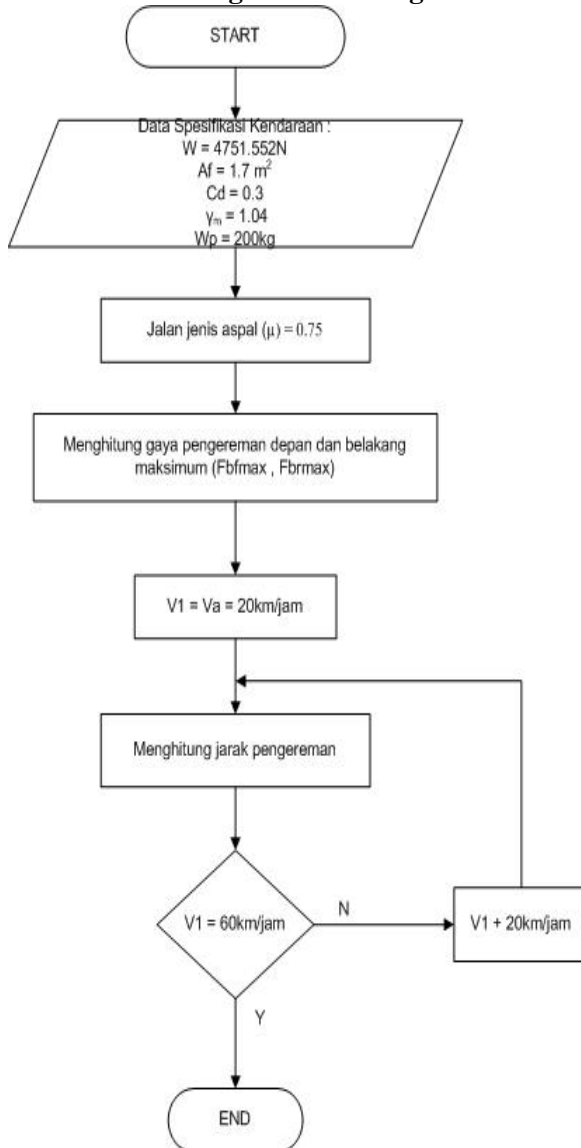 START
Data Spesifikasi Kendaraan :
W = 4751.552N
Af = 1.7 m²
Cd = 0.3
γm = 1.04
Wp = 200kg
Jalan jenis aspal (μ) = 0.75
Menghitung gaya pengereman depan dan belakang
maksimum (Fbfmax , Fbrmax)
V1 = Va = 20km/jam
Menghitung jarak pengereman
V1 = 60km/jam
N
V1 + 20km/jam
Y
END